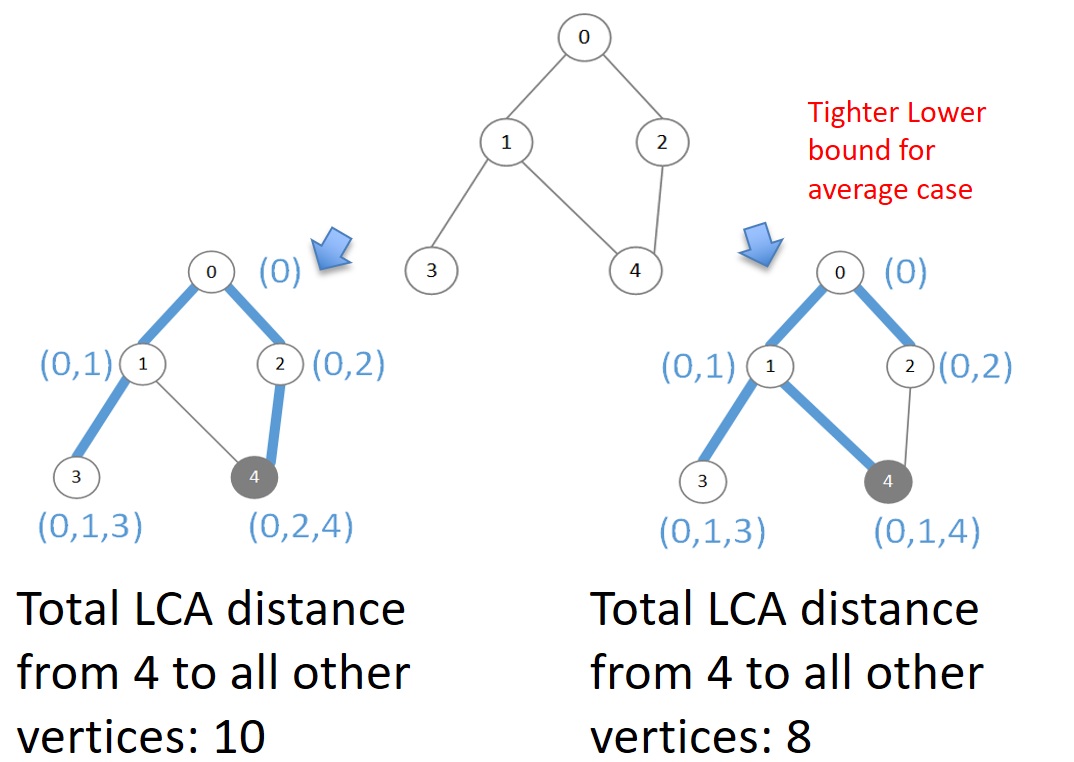 0
1
2
3
4
Tighter Lower
bound for
average case
0
(0)
(0,1)
1
2
(0,2)
3
4
(0,1,3)
(0,2,4)
Total LCA distance
from 4 to all other
vertices: 10
0
(0)
(0,1)
1
2
(0,2)
3
4
(0,1,3)
(0,1,4)
Total LCA distance
from 4 to all other
vertices: 8